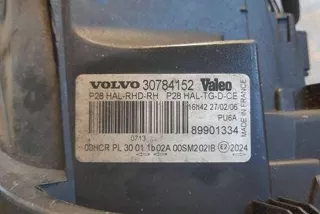 VOLVO 30784152 Valeo
P28 HAL-RHD-RH P28 HAL-TG-D-CE
16h42 27/02/06
PU6A
89901334
MADE IN FRANCE
0713
00HCR PL 30 01 1b02A 00SM202IB E2 2024